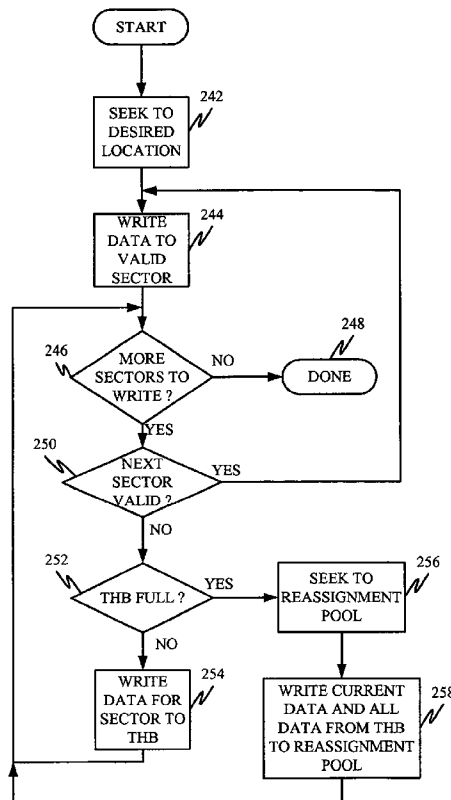 START
242
SEEK TO
DESIRED
LOCATION
244
WRITE
DATA TO
VALID
SECTOR
246
MORE
SECTORS TO
WRITE ?
NO
248
DONE
YES
250
NEXT
SECTOR
VALID ?
YES
NO
252
THB FULL ?
YES
256
SEEK TO
REASSIGNMENT
POOL
NO
254
WRITE
DATA FOR
SECTOR TO
THB
258
WRITE CURRENT
DATA AND ALL
DATA FROM THB
TO REASSIGNMENT
POOL